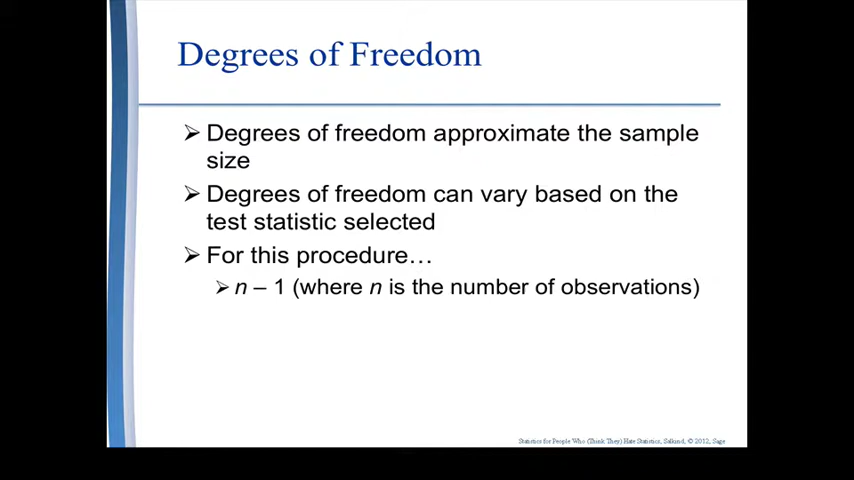 Degrees of Freedom
➢ Degrees of freedom approximate the sample
size
➢ Degrees of freedom can vary based on the
test statistic selected
➢ For this procedure…
➢ n – 1 (where n is the number of observations)
Statistics for People Who (Think They) Hate Statistics, Salkind, © 2012, Sage